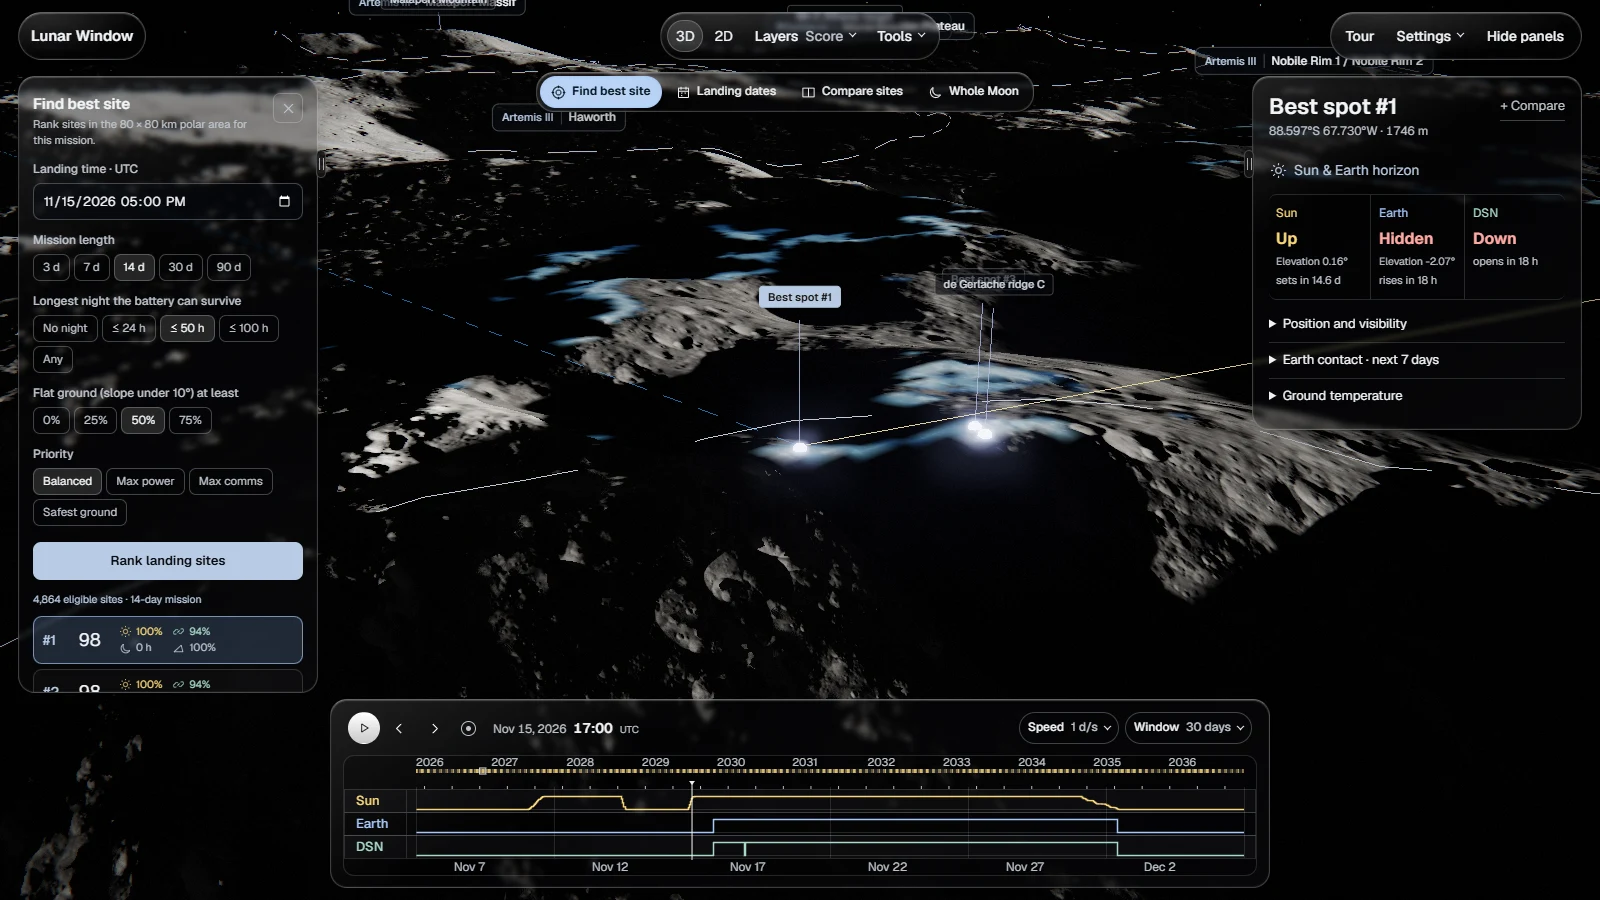 Lunar Window
3D
2D
Layers Score
Tools
Tour
Settings
Hide panels
Find best site
Landing dates
Compare sites
Whole Moon
Artemis III Nobile Rim 1 / Nobile Rim 2
Artemis III Haworth
Find best site
Rank sites in the 80 × 80 km polar area for
this mission.
Landing time · UTC
11/15/2026 05:00 PM
Mission length
3 d
7 d
14 d
30 d
90 d
Longest night the battery can survive
No night
≤ 24 h
≤ 50 h
≤ 100 h
Any
Flat ground (slope under 10°) at least
0%
25%
50%
75%
Priority
Balanced
Max power
Max comms
Safest ground
Rank landing sites
4,864 eligible sites · 14-day mission
#1 98 100% 94%
0 h 100%
#2 98 100% 94%
Best spot #1
de Gerlache ridge C
Best spot #1
+ Compare
88.597°S 67.730°W · 1746 m
Sun & Earth horizon
Sun Earth DSN
Up Hidden Down
Elevation 0.16° Elevation -2.07° opens in 18 h
sets in 14.6 d rises in 18 h
Position and visibility
Earth contact · next 7 days
Ground temperature
Nov 15, 2026 17:00 UTC
Speed 1 d/s
Window 30 days
2026 2027 2028 2029 2030 2031 2032 2033 2034 2035 2036
Sun
Earth
DSN
Nov 7 Nov 12 Nov 17 Nov 22 Nov 27 Dec 2